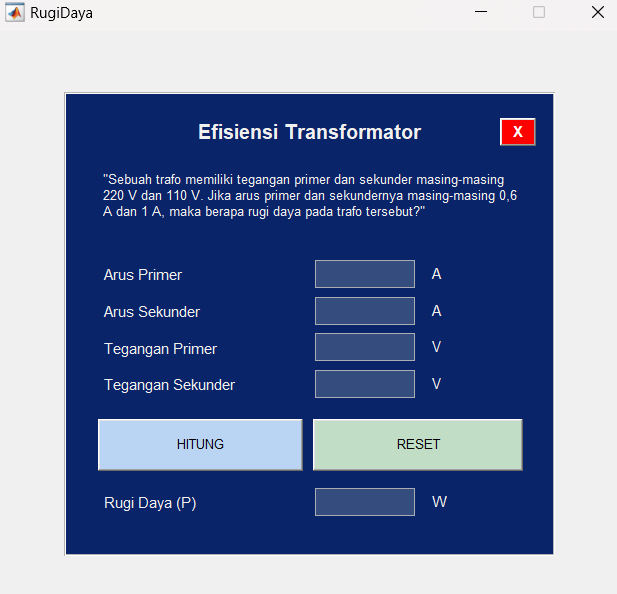 RugiDaya
Efisiensi Transformator
X
"Sebuah trafo memiliki tegangan primer dan sekunder masing-masing
220 V dan 110 V. Jika arus primer dan sekundernya masing-masing 0,6
A dan 1 A, maka berapa rugi daya pada trafo tersebut?"
Arus Primer A
Arus Sekunder A
Tegangan Primer V
Tegangan Sekunder V
HITUNG RESET
Rugi Daya (P) W